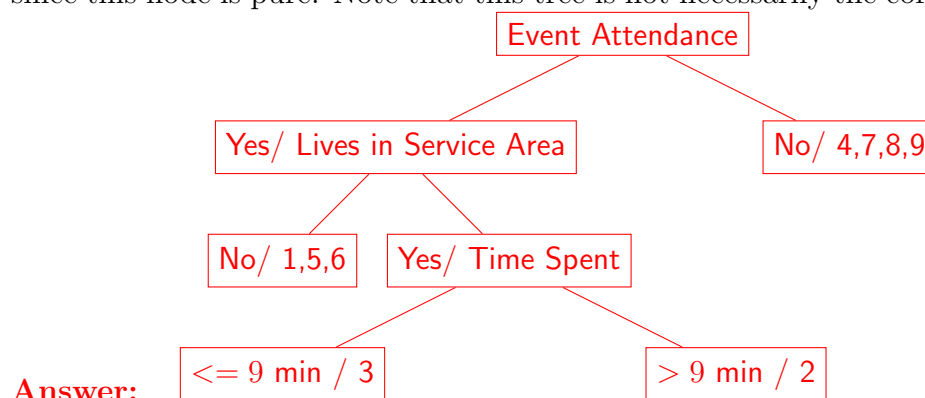 since this node is pure. Note that this tree is not necessarily the
Event Attendance
Yes/ Lives in Service Area
No/ 4,7,8,9
No/ 1,5,6
Yes/ Time Spent
<= 9 min / 3
> 9 min / 2
Answer: